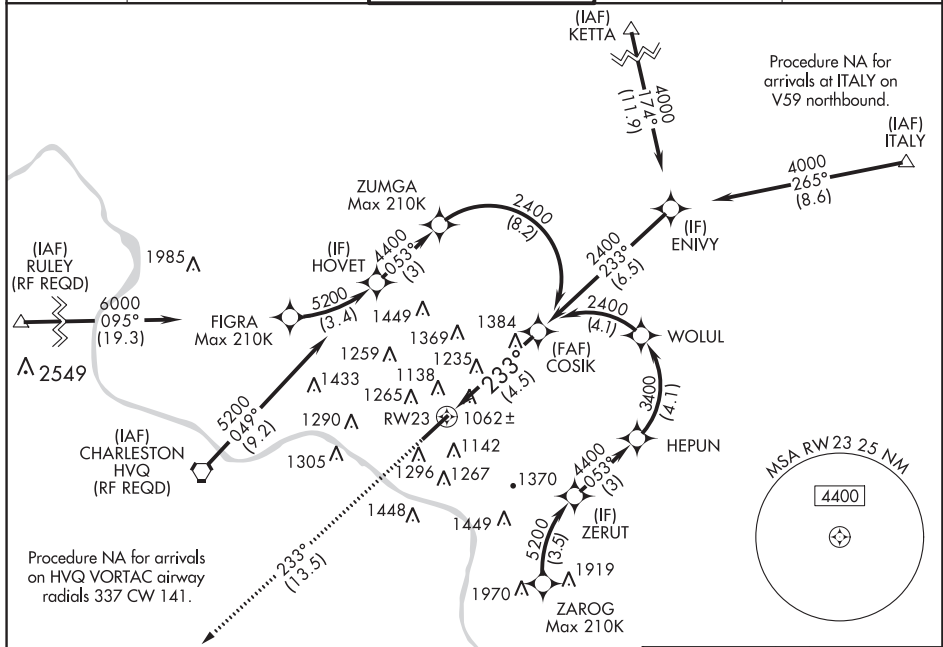 (IAF)
KETTA
4000
174°
(11.9)
Procedure NA for
arrivals at ITALY on
V59 northbound.
(IAF)
ITALY
4000
265°
(8.6)
ZUMGA
Max 210K
2400
(8.2)
(IF)
ENIVY
2400
233°
(6.5)
(IF)
HOVET
4400
053°
(3)
(IAF)
RULEY
(RF REQD)
1985
6000
095°
(19.3)
FIGRA
Max 210K
5200
(3.4)
1449
1369
1384
2400
(4.1)
WOLUL
(FAF)
COSIK
2549
1259
1235
1433
1138
1265
233°
(4.5)
5200
049°
(9.2)
1290
RW23
1062±
3400
(4.1)
(IAF)
CHARLESTON
HVQ
(RF REQD)
1305
1142
1296
1267
HEPUN
4400
053°
(3)
1370
MSA RW 23 25 NM
4400
1448
1449
(IF)
ZERUT
5200
(3.5)
Procedure NA for arrivals
on HVQ VORTAC airway
radials 337 CW 141.
233°
(13.5)
1970
1919
ZAROG
Max 210K